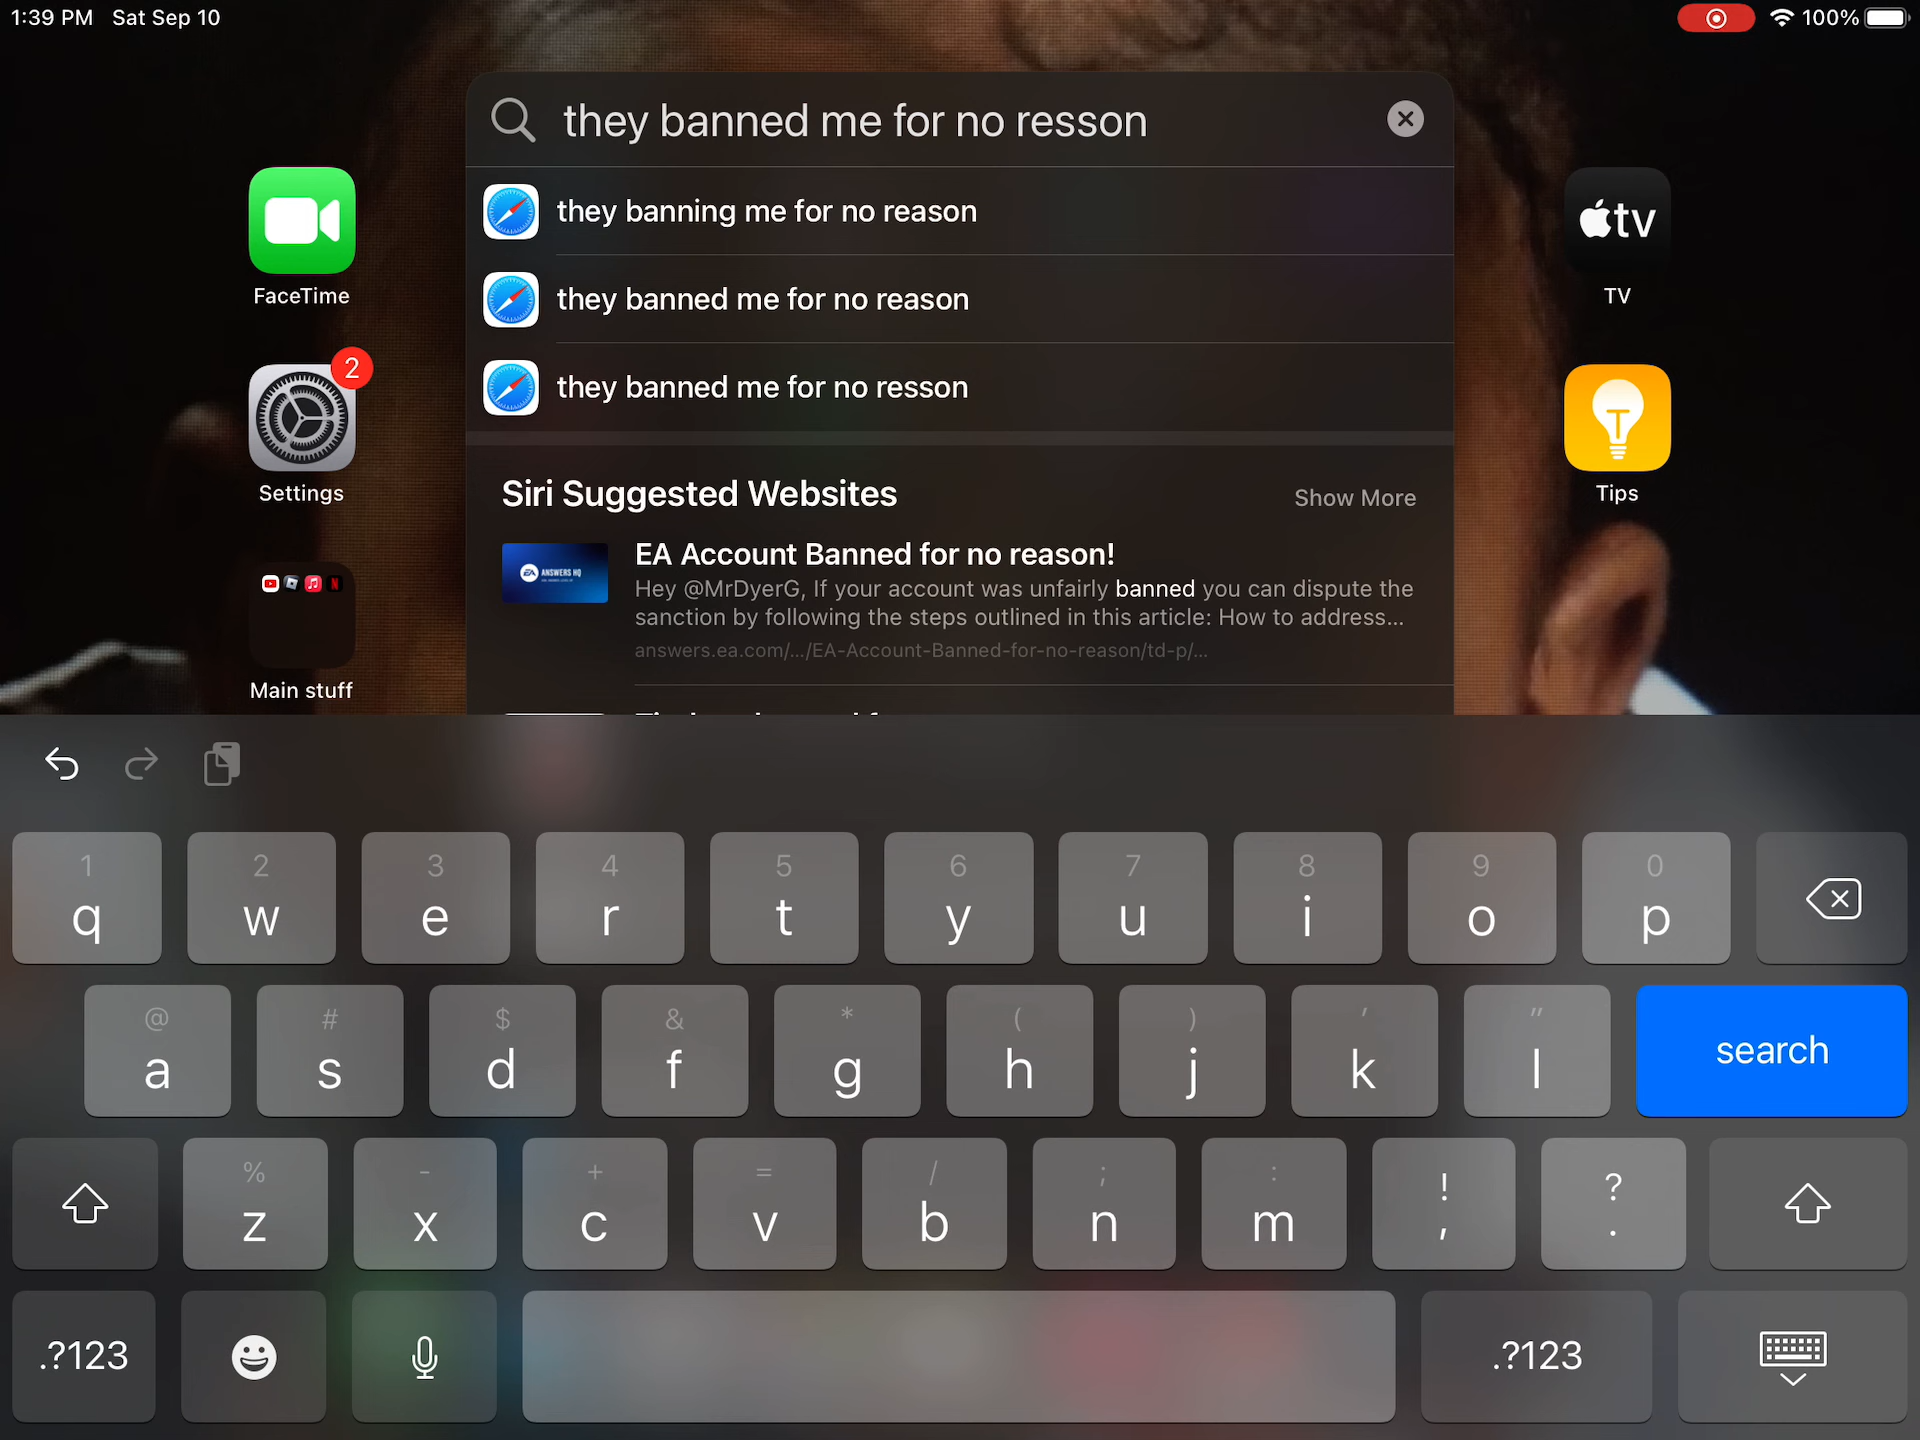 1:39 PM Sat Sep 10
100%
they banned me for no resson
they banning me for no reason
they banned me for no reason
they banned me for no resson
Siri Suggested Websites
Show More
EA ANSWERS HQ
EA Account Banned for no reason!
Hey @MrDyerG, If your account was unfairly banned you can dispute the
sanction by following the steps outlined in this article: How to address...
answers.ea.com/.../EA-Account-Banned-for-no-reason/td-p/...
FaceTime
2
Settings
Main stuff
tv
TV
Tips
1 2 3 4 5 6 7 8 9 0
q w e r t y u i o p
@ # $ & * ( ) ' "
a s d f g h j k l search
% - + = / ; : ! ?
z x c v b n m , .
.?123 .?123